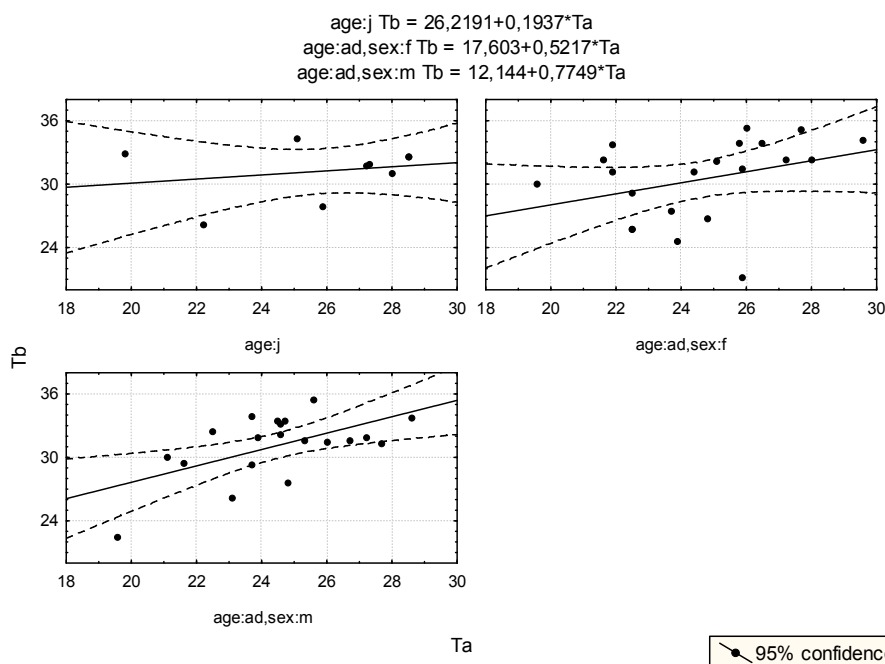 age:j Tb = 26,2191+0,1937*Ta
age:ad,sex:f Tb = 17,603+0,5217*Ta
age:ad,sex:m Tb = 12,144+0,7749*Ta
36
30
24
18 20 22 24 26 28 30
age:j
18 20 22 24 26 28 30
age:ad,sex:f
Tb
36
30
24
18 20 22 24 26 28 30
age:ad,sex:m
Ta
95% confidence